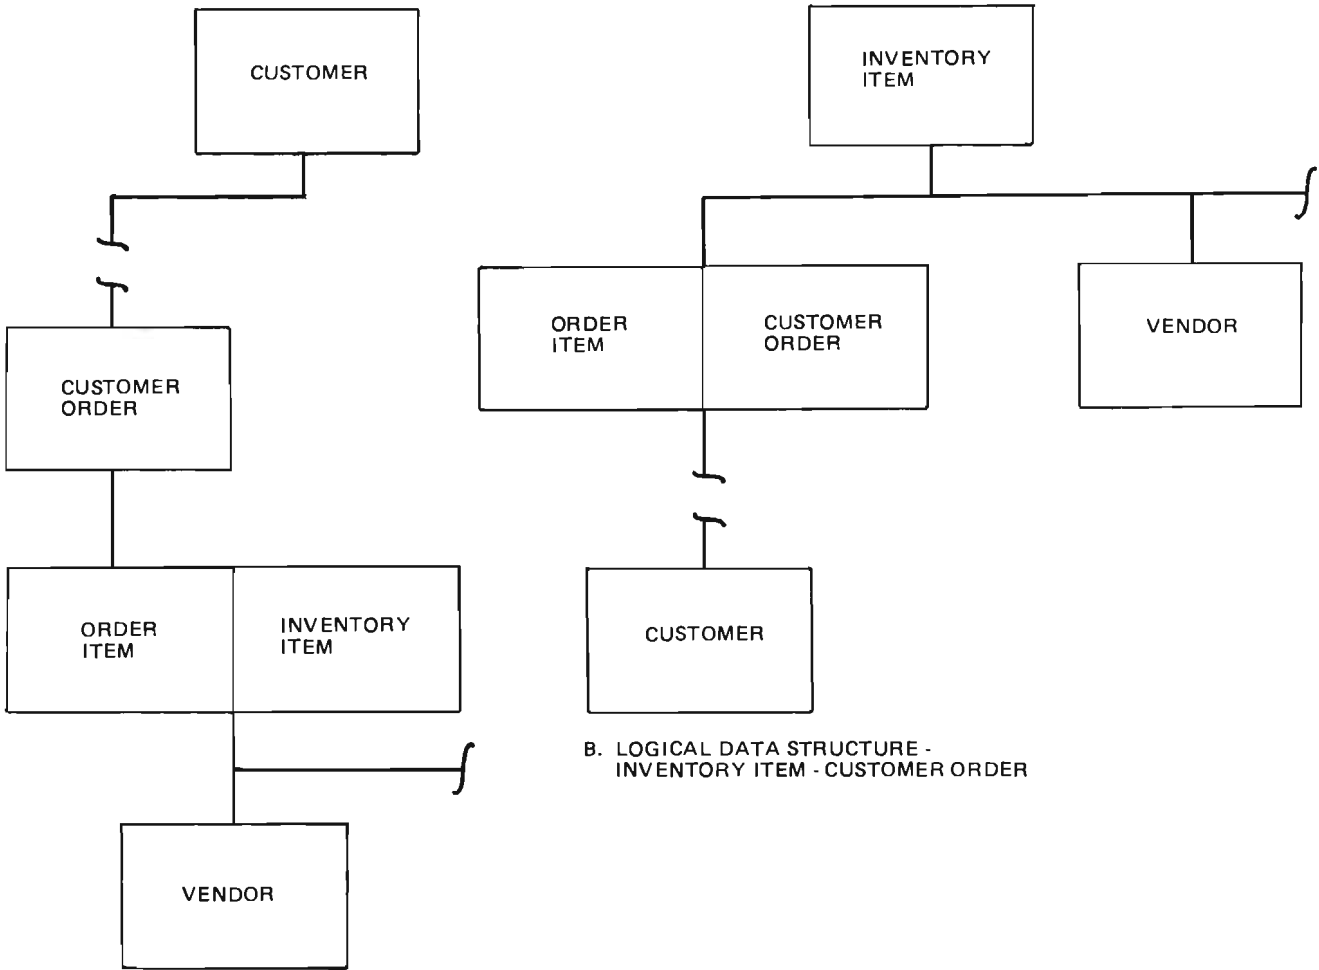 CUSTOMER
CUSTOMER
ORDER
ORDER
ITEM
INVENTORY
ITEM
VENDOR
INVENTORY
ITEM
ORDER
ITEM
CUSTOMER
ORDER
VENDOR
CUSTOMER
B. LOGICAL DATA STRUCTURE -
INVENTORY ITEM - CUSTOMER ORDER